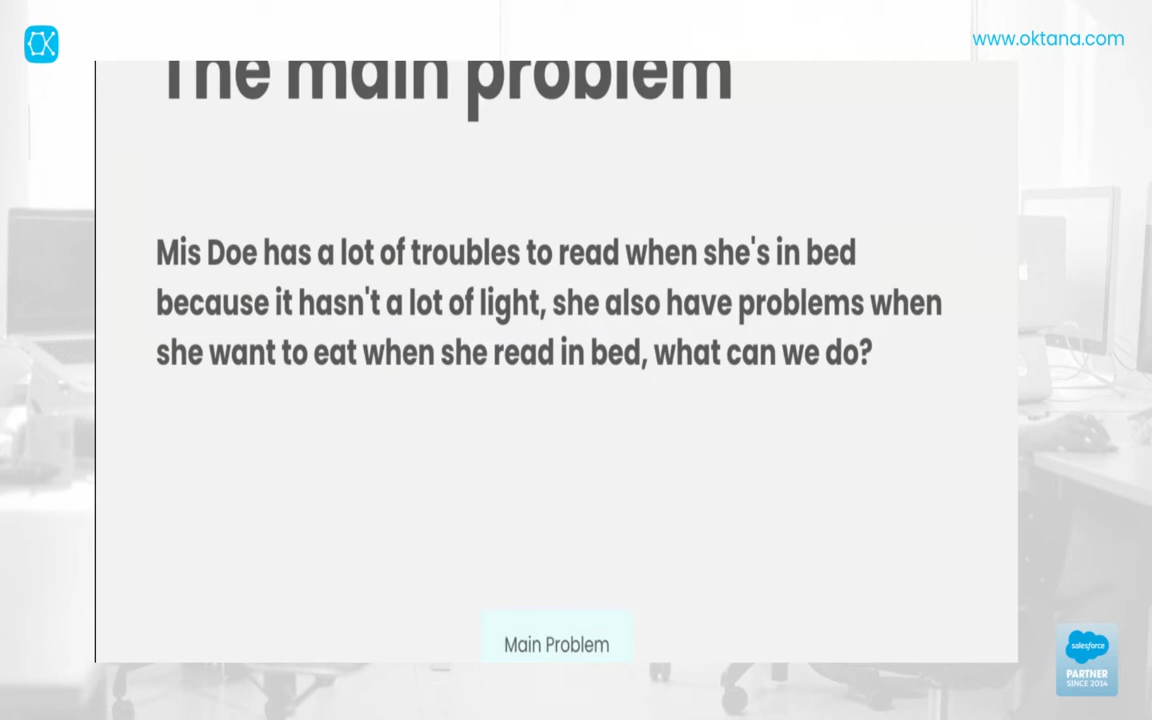 www.oktana.com
The main problem
Mis Doe has a lot of troubles to read when she's in bed
because it hasn't a lot of light, she also have problems when
she want to eat when she read in bed, what can we do?
Main Problem
salesforce
PARTNER
SINCE 2014